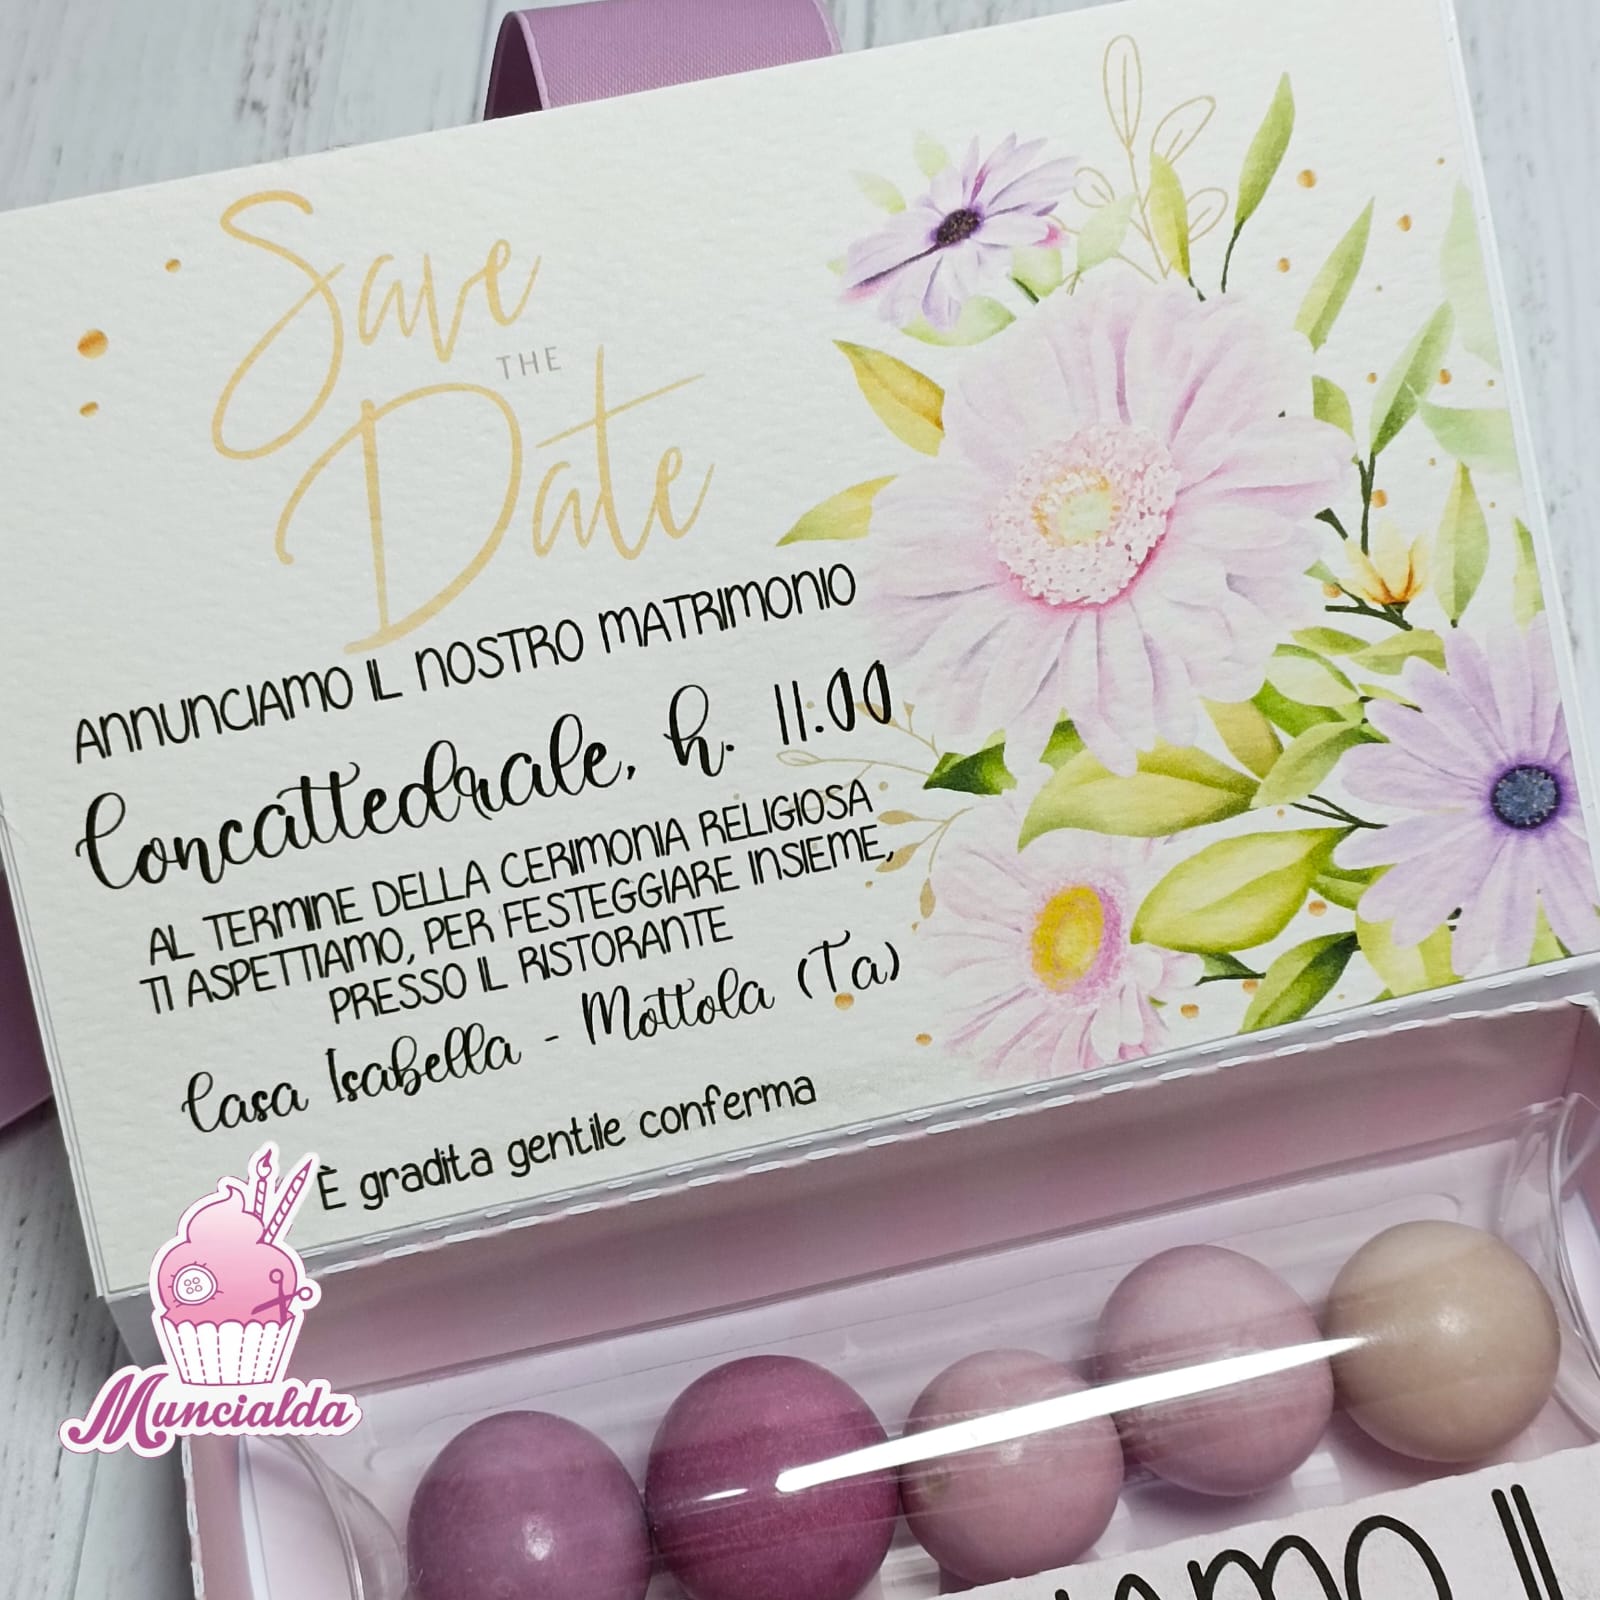 Save
THE
Date
ANNUNCIAMO IL NOSTRO MATRIMONIO
Concattedrale, h. 11.00
AL TERMINE DELLA CERIMONIA RELIGIOSA
TI ASPETTIAMO, PER FESTEGGIARE INSIEME,
PRESSO IL RISTORANTE
Casa Isabella - Mottola (Ta)
È gradita gentile conferma
Muncialda